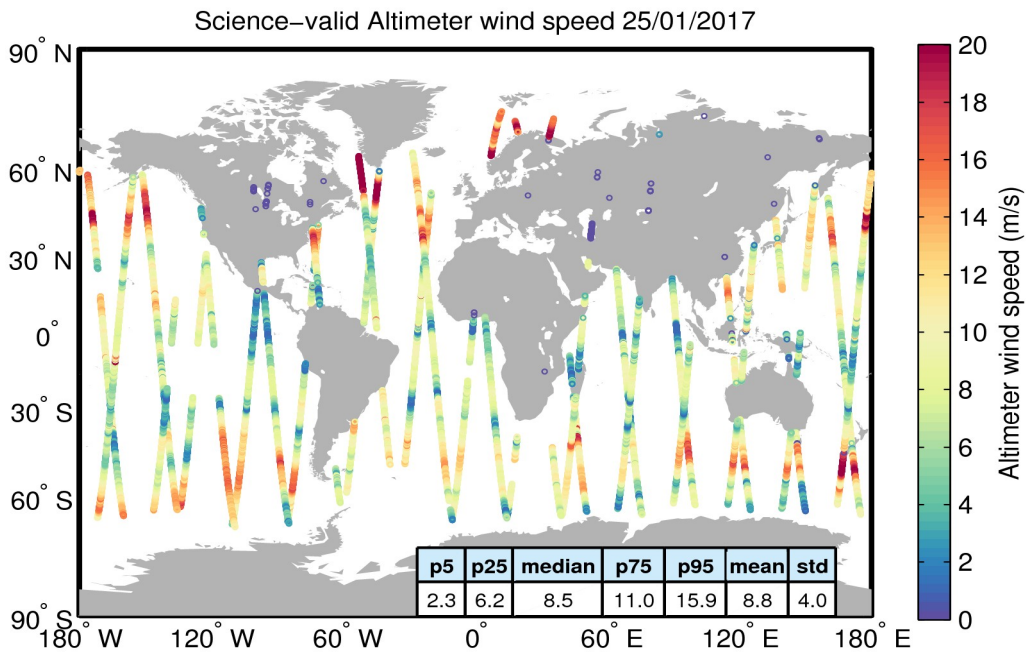 Science−valid Altimeter wind speed 25/01/2017
90° N
60° N
30° N
0°
30° S
60° S
90° S
180° W
120° W
60° W
0°
60° E
120° E
180° E
p5 p25 median p75 p95 mean std
2.3 6.2 8.5 11.0 15.9 8.8 4.0
20
18
16
14
12
10
8
6
4
2
0
Altimeter wind speed (m/s)